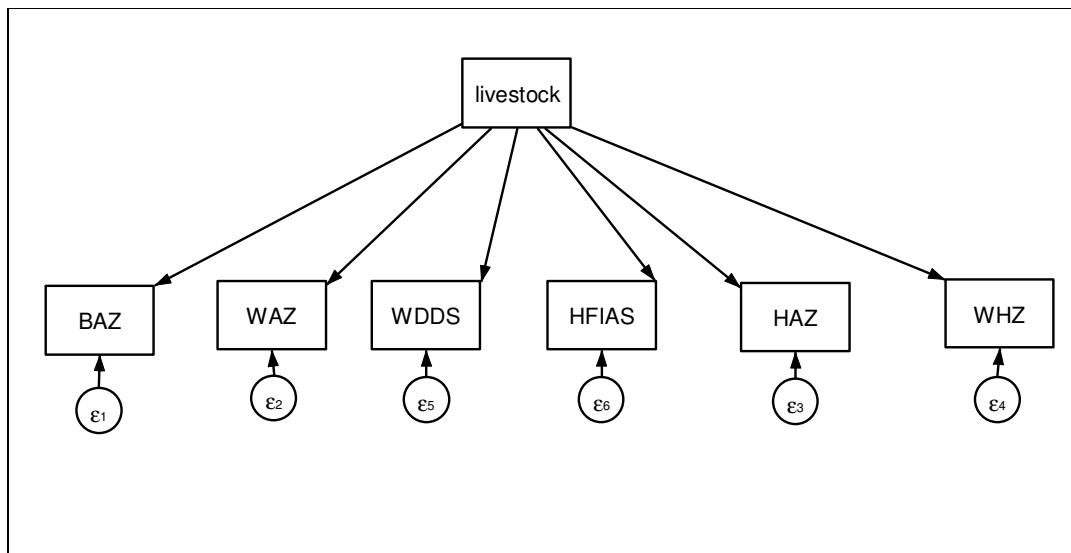 livestock
BAZ
WAZ
WDDS
HFIAS
HAZ
WHZ
ε1
ε2
ε5
ε6
ε3
ε4